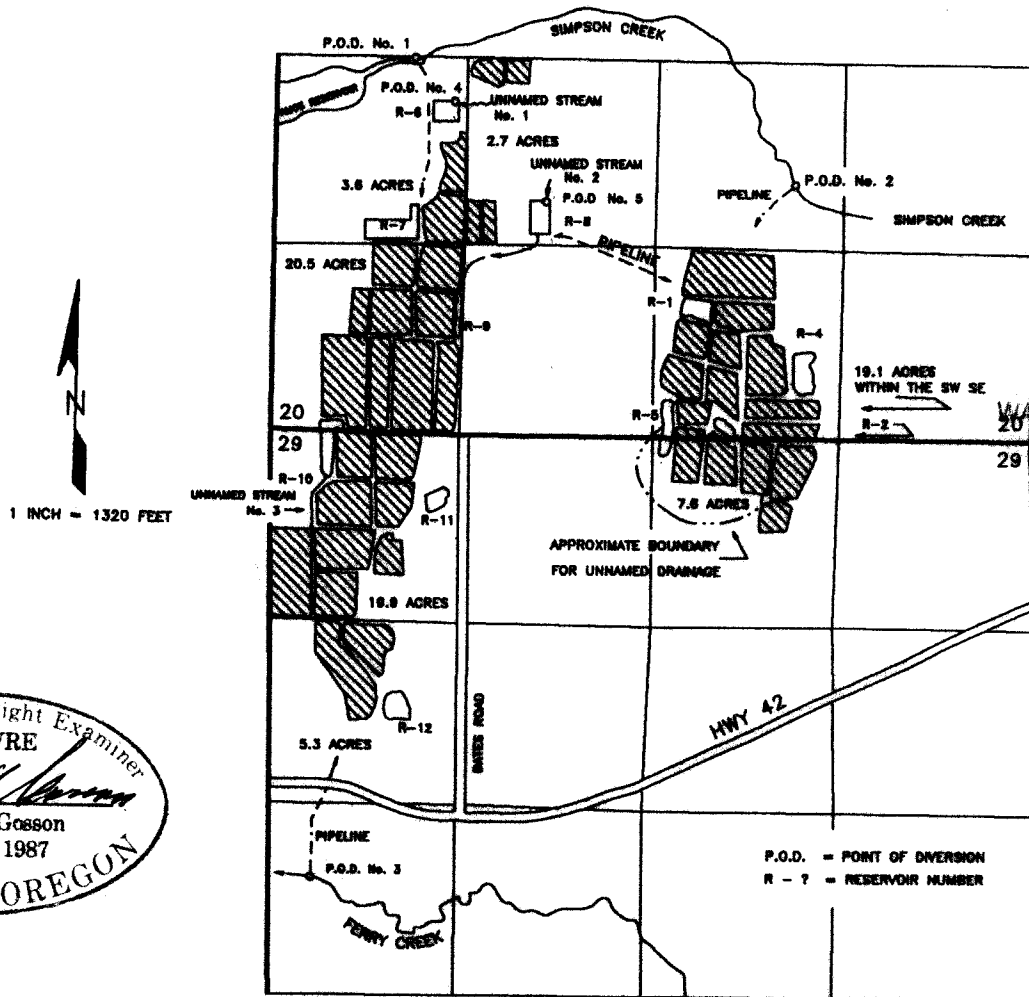 SIMPSON CREEK
P.O.D. No. 1
P.O.D. No. 4
RESERVOIR
R-6
UNNAMED STREAM
No. 1
2.7 ACRES
UNNAMED STREAM
No. 2
3.6 ACRES
P.O.D No. 5
R-8
R-7
PIPELINE
P.O.D. No. 2
SIMPSON CREEK
20.5 ACRES
PIPELINE
R-1
R-9
R-4
19.1 ACRES
WITHIN THE SW SE
R-5
R-2
20
29
20
29
N
R-10
UNNAMED STREAM
No. 3
R-11
1 INCH = 1320 FEET
7.6 ACRES
APPROXIMATE BOUNDARY
FOR UNNAMED DRAINAGE
19.9 ACRES
R-12
5.3 ACRES
BATES ROAD
HWY 42
PIPELINE
P.O.D. No. 3
FERRY CREEK
P.O.D. = POINT OF DIVERSION
R - ? = RESERVOIR NUMBER
ight Examiner
Gosson
1987
OREGON